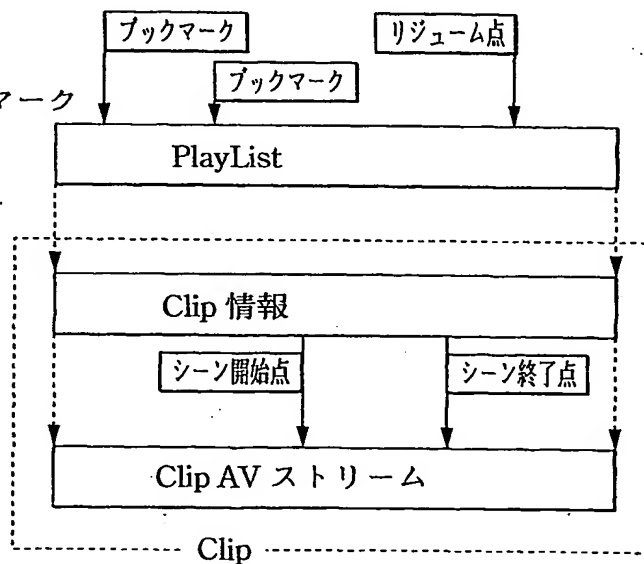 ブックマーク
リジューム点
ブックマーク
マーク
PlayList
Clip 情報
シーン開始点
シーン終了点
Clip AV ストリーム
Clip